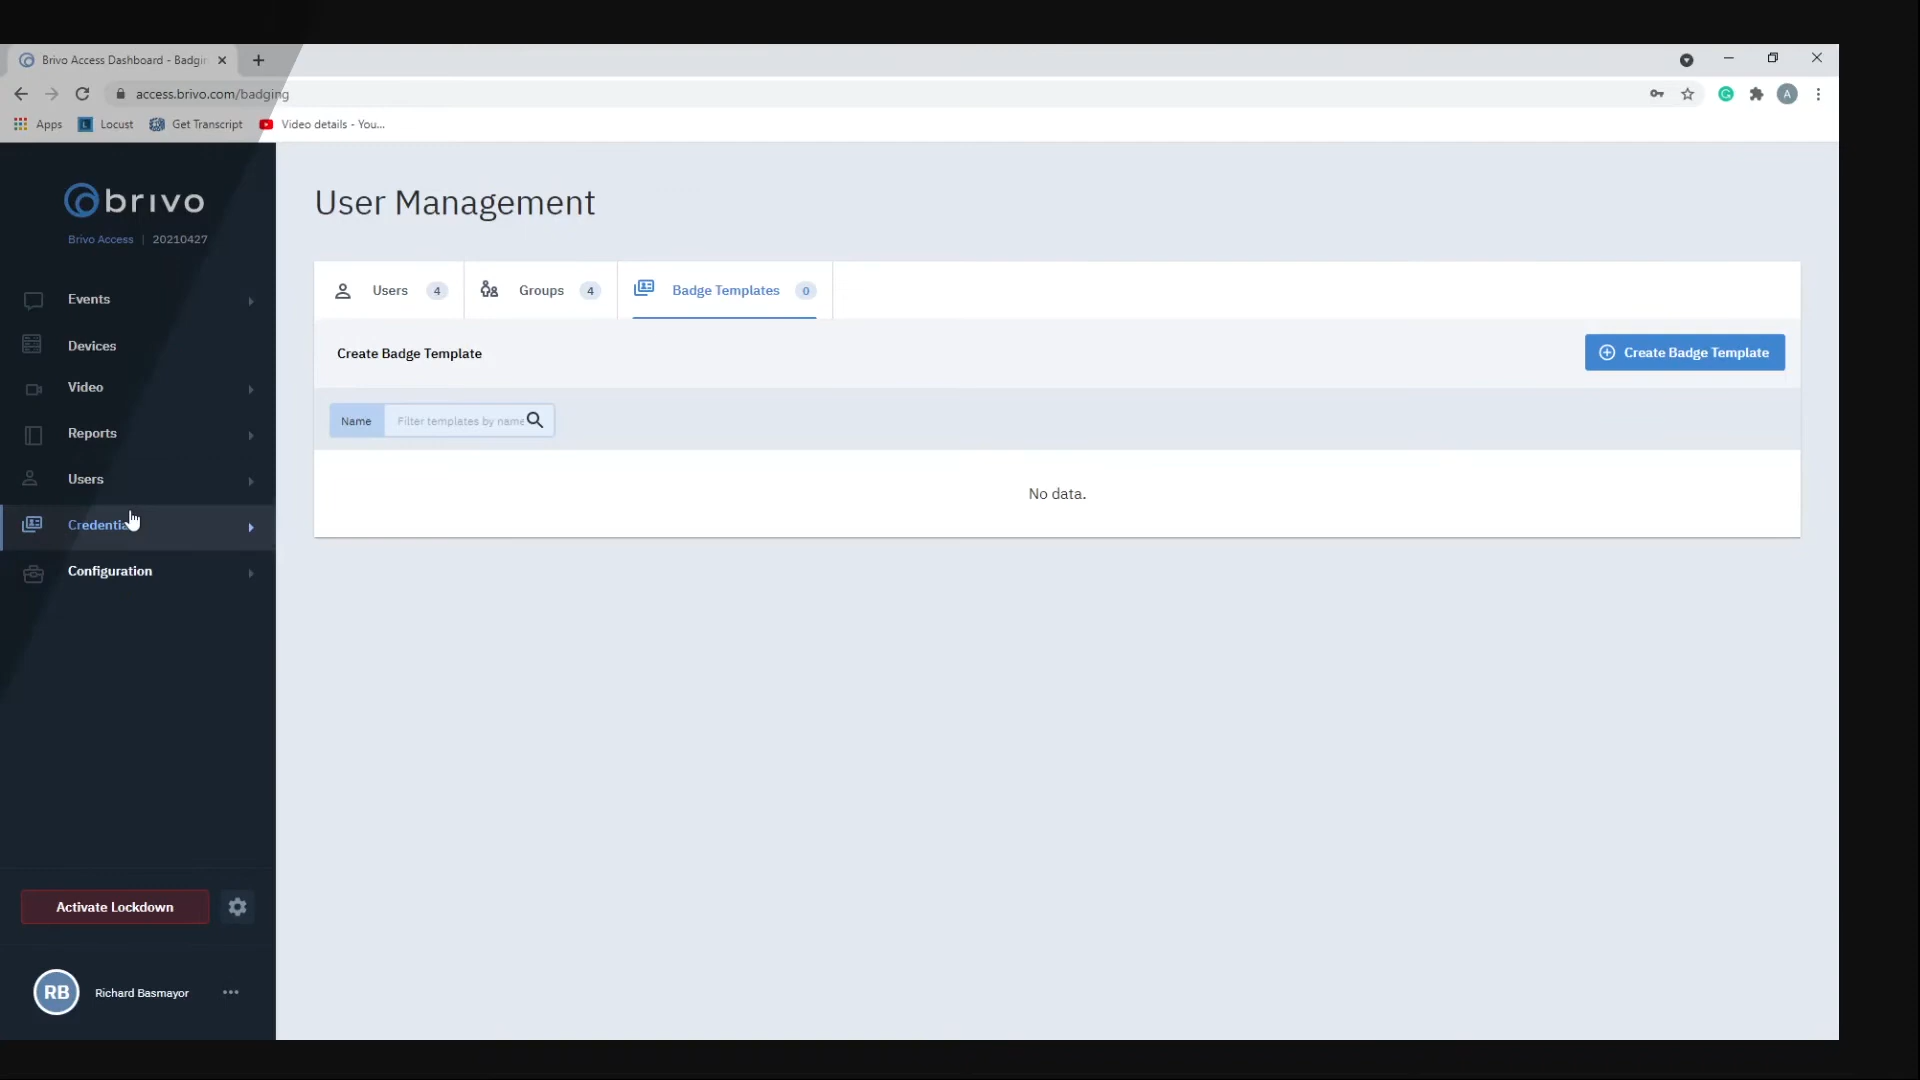 Brivo Access Dashboard - Badgin
access.brivo.com/badging
A
Apps
Locust
Get Transcript
Video details - You...
brivo
Brivo Access | 20210427
Events
Devices
Video
Reports
Users
Credentia
Configuration
Activate Lockdown
RB
Richard Basmayor
User Management
Users 4
Groups 4
Badge Templates 0
Create Badge Template
Create Badge Template
Name
Filter templates by name
No data.